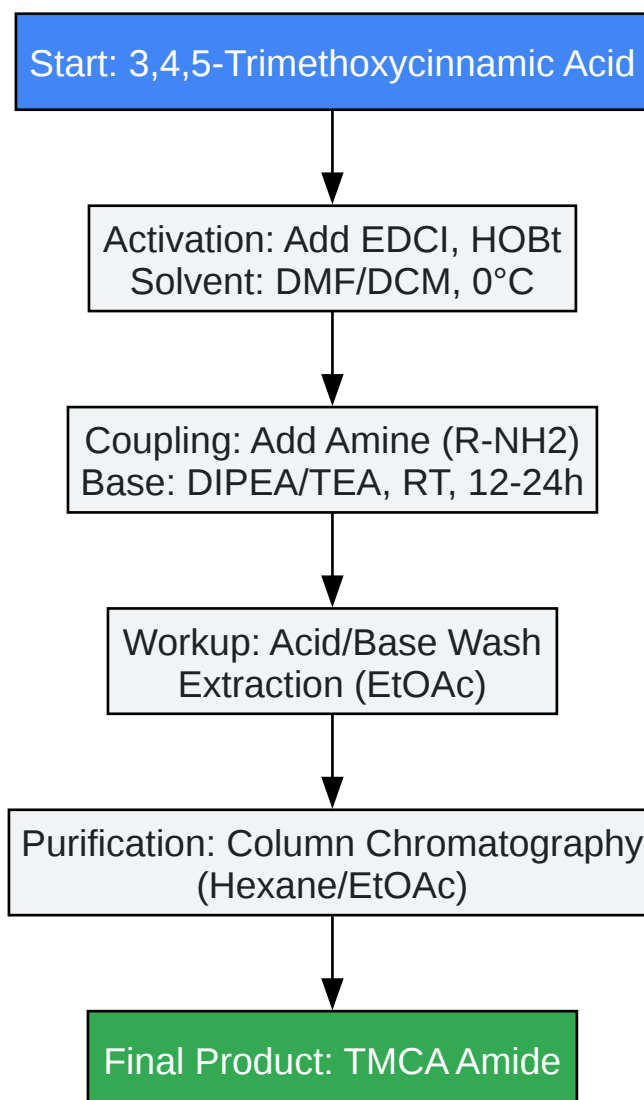 Start: 3,4,5-Trimethoxycinnamic Acid
Activation: Add EDCI, HOBt
Solvent: DMF/DCM, 0°C
Coupling: Add Amine (R-NH2)
Base: DIPEA/TEA, RT, 12-24h
Workup: Acid/Base Wash
Extraction (EtOAc)
Purification: Column Chromatography
(Hexane/EtOAc)
Final Product: TMCA Amide